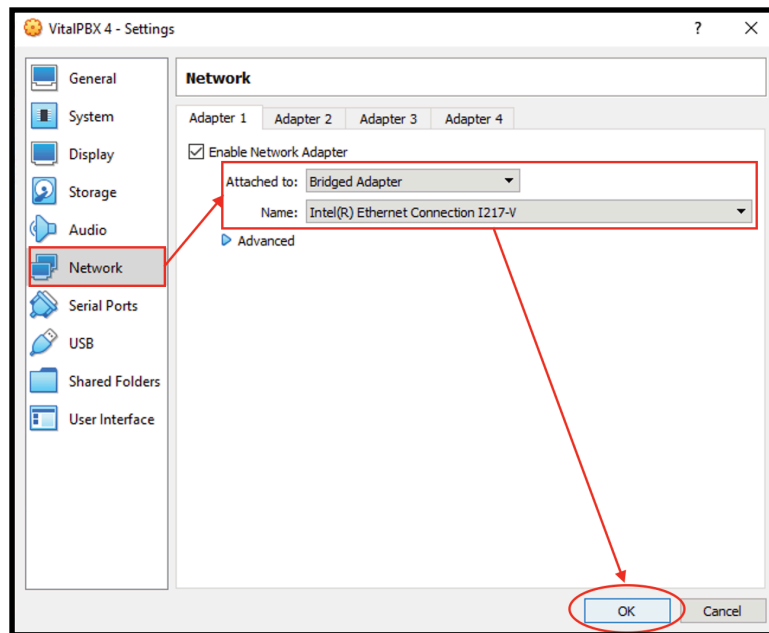 VitalPBX 4 - Settings
?
General
System
Display
Storage
Audio
Network
Serial Ports
USB
Shared Folders
User Interface
Network
Adapter 1 Adapter 2 Adapter 3 Adapter 4
Enable Network Adapter
Attached to: Bridged Adapter
Name: Intel(R) Ethernet Connection I217-V
Advanced
OK Cancel